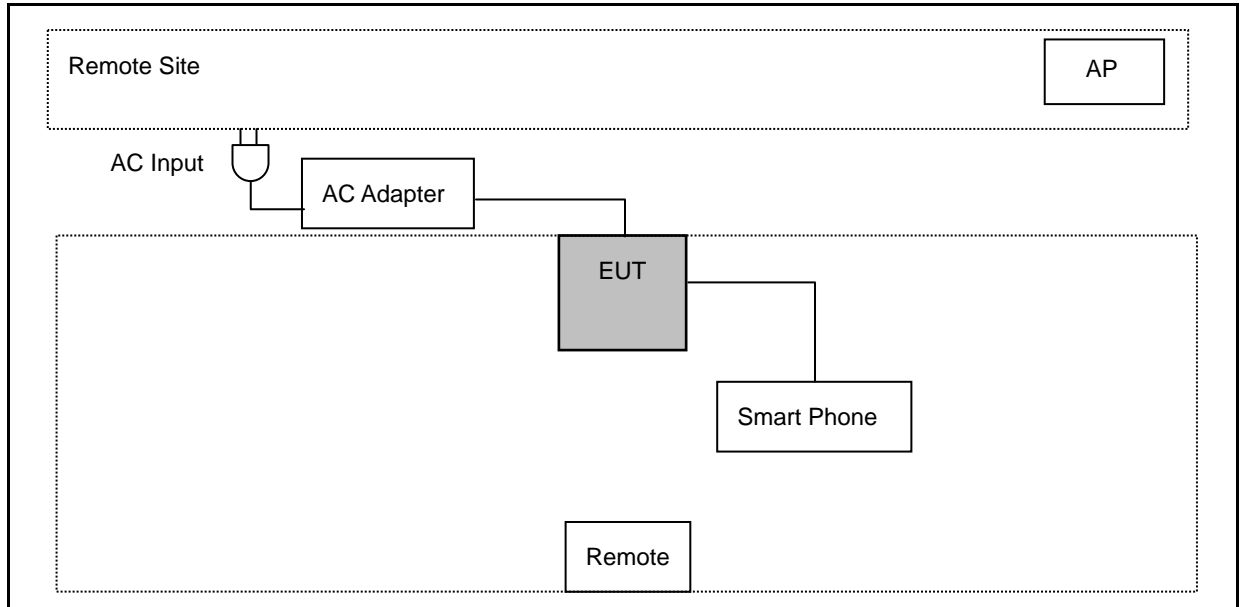 Remote Site
AP
AC Input
AC Adapter
EUT
Smart Phone
Remote